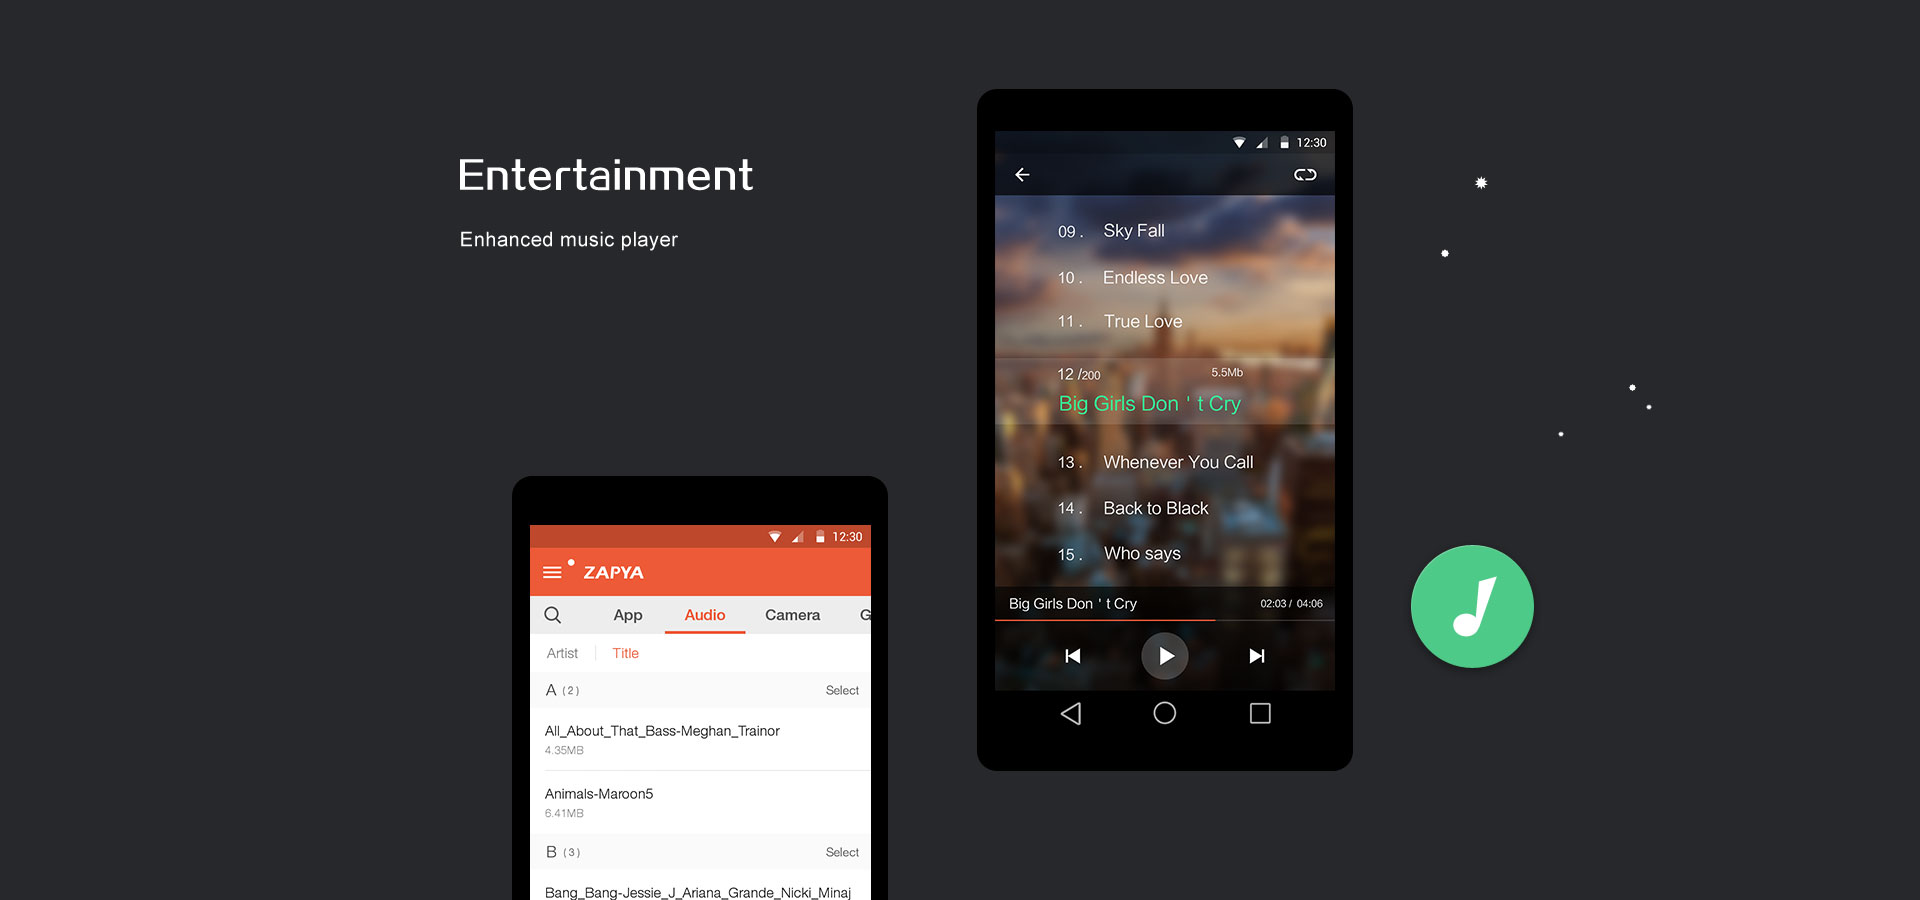 Entertainment
Enhanced music player
12:30
ZAPYA
App Audio Camera G
Artist Title
A (2) Select
All_About_That_Bass-Meghan_Trainor
4.35MB
Animals-Maroon5
6.41MB
B (3) Select
Bang_Bang-Jessie_J_Ariana_Grande_Nicki_Minaj
12:30
09. Sky Fall
10. Endless Love
11. True Love
12 /200 5.5Mb
Big Girls Don ' t Cry
13. Whenever You Call
14. Back to Black
15. Who says
Big Girls Don ' t Cry 02:03 / 04:06